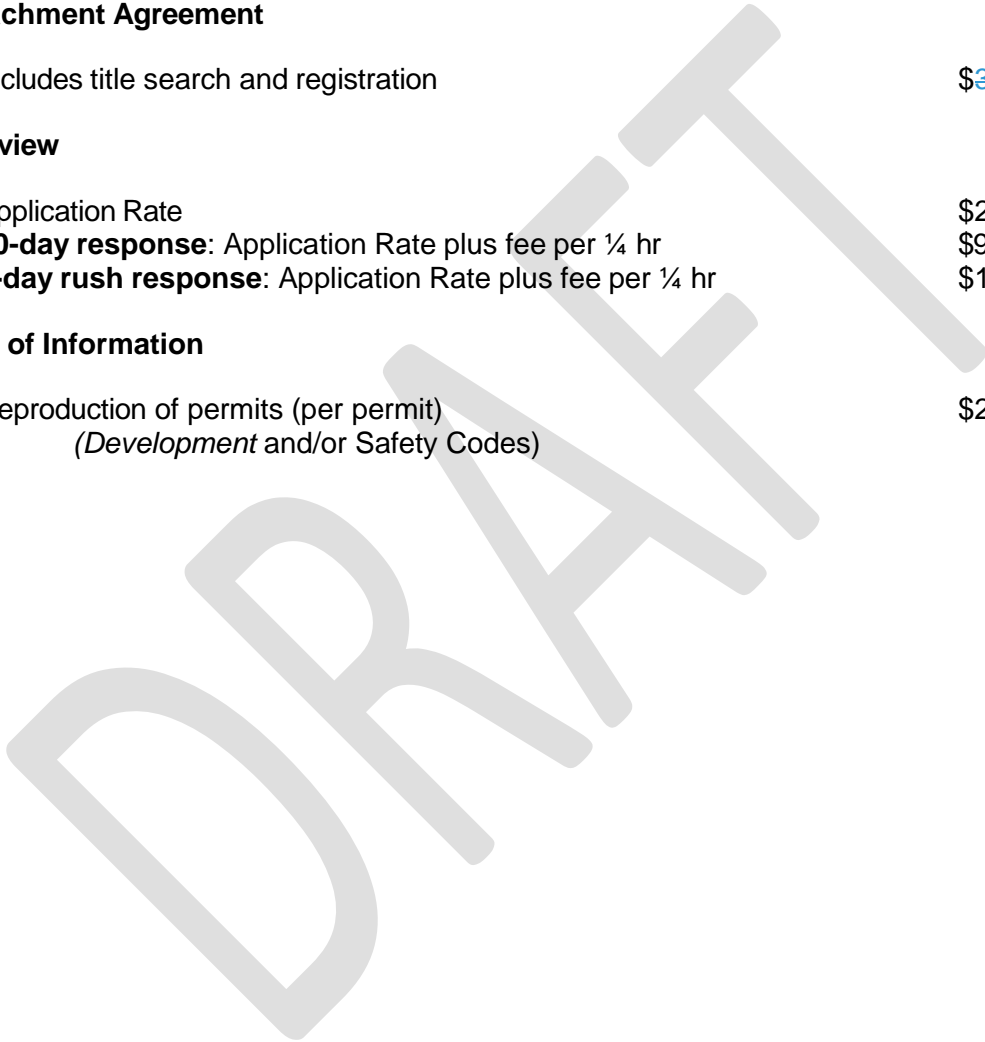 chment Agreement
cludes title search and registration $3
view
pplication Rate $2
0-day response: Application Rate plus fee per ¼ hr $9
-day rush response: Application Rate plus fee per ¼ hr $1
of Information
eproduction of permits (per permit) $2
(Development and/or Safety Codes)
DRAFT